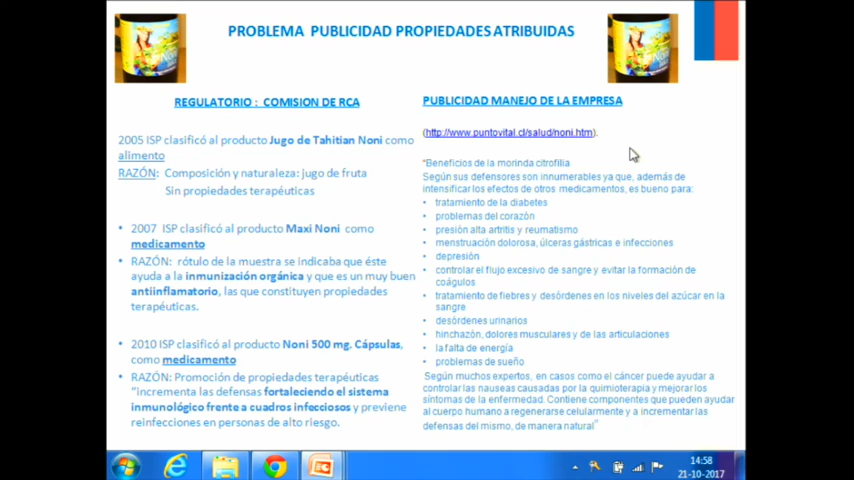 PROBLEMA PUBLICIDAD PROPIEDADES ATRIBUIDAS
REGULATORIO : COMISION DE RCA
2005 ISP clasificó al producto Jugo de Tahitian Noni como
alimento
RAZÓN: Composición y naturaleza: jugo de fruta
Sin propiedades terapéuticas
• 2007 ISP clasificó al producto Maxi Noni como
medicamento
• RAZÓN: rótulo de la muestra se indicaba que éste
ayuda a la inmunización orgánica y que es un muy buen
antiinflamatorio, las que constituyen propiedades
terapéuticas.
• 2010 ISP clasificó al producto Noni 500 mg. Cápsulas,
como medicamento
• RAZÓN: Promoción de propiedades terapéuticas
"incrementa las defensas fortaleciendo el sistema
inmunológico frente a cuadros infecciosos y previene
reinfecciones en personas de alto riesgo.
PUBLICIDAD MANEJO DE LA EMPRESA
(http://www.puntovital.cl/salud/noni.htm).
"Beneficios de la morinda citrofilia
Según sus defensores son innumerables ya que, además de
intensificar los efectos de otros medicamentos, es bueno para:
• tratamiento de la diabetes
• problemas del corazón
• presión alta artritis y reumatismo
• menstruación dolorosa, úlceras gástricas e infecciones
• depresión
• controlar el flujo excesivo de sangre y evitar la formación de
coágulos
• tratamiento de fiebres y desórdenes en los niveles del azúcar en la
sangre
• desórdenes urinarios
• hinchazón, dolores musculares y de las articulaciones
• la falta de energía
• problemas de sueño
Según muchos expertos, en casos como el cáncer puede ayudar a
controlar las nauseas causadas por la quimioterapia y mejorar los
síntomas de la enfermedad. Contiene componentes que pueden ayudar
al cuerpo humano a regenerarse celularmente y a incrementar las
defensas del mismo, de manera natural"
14:58
21-10-2017